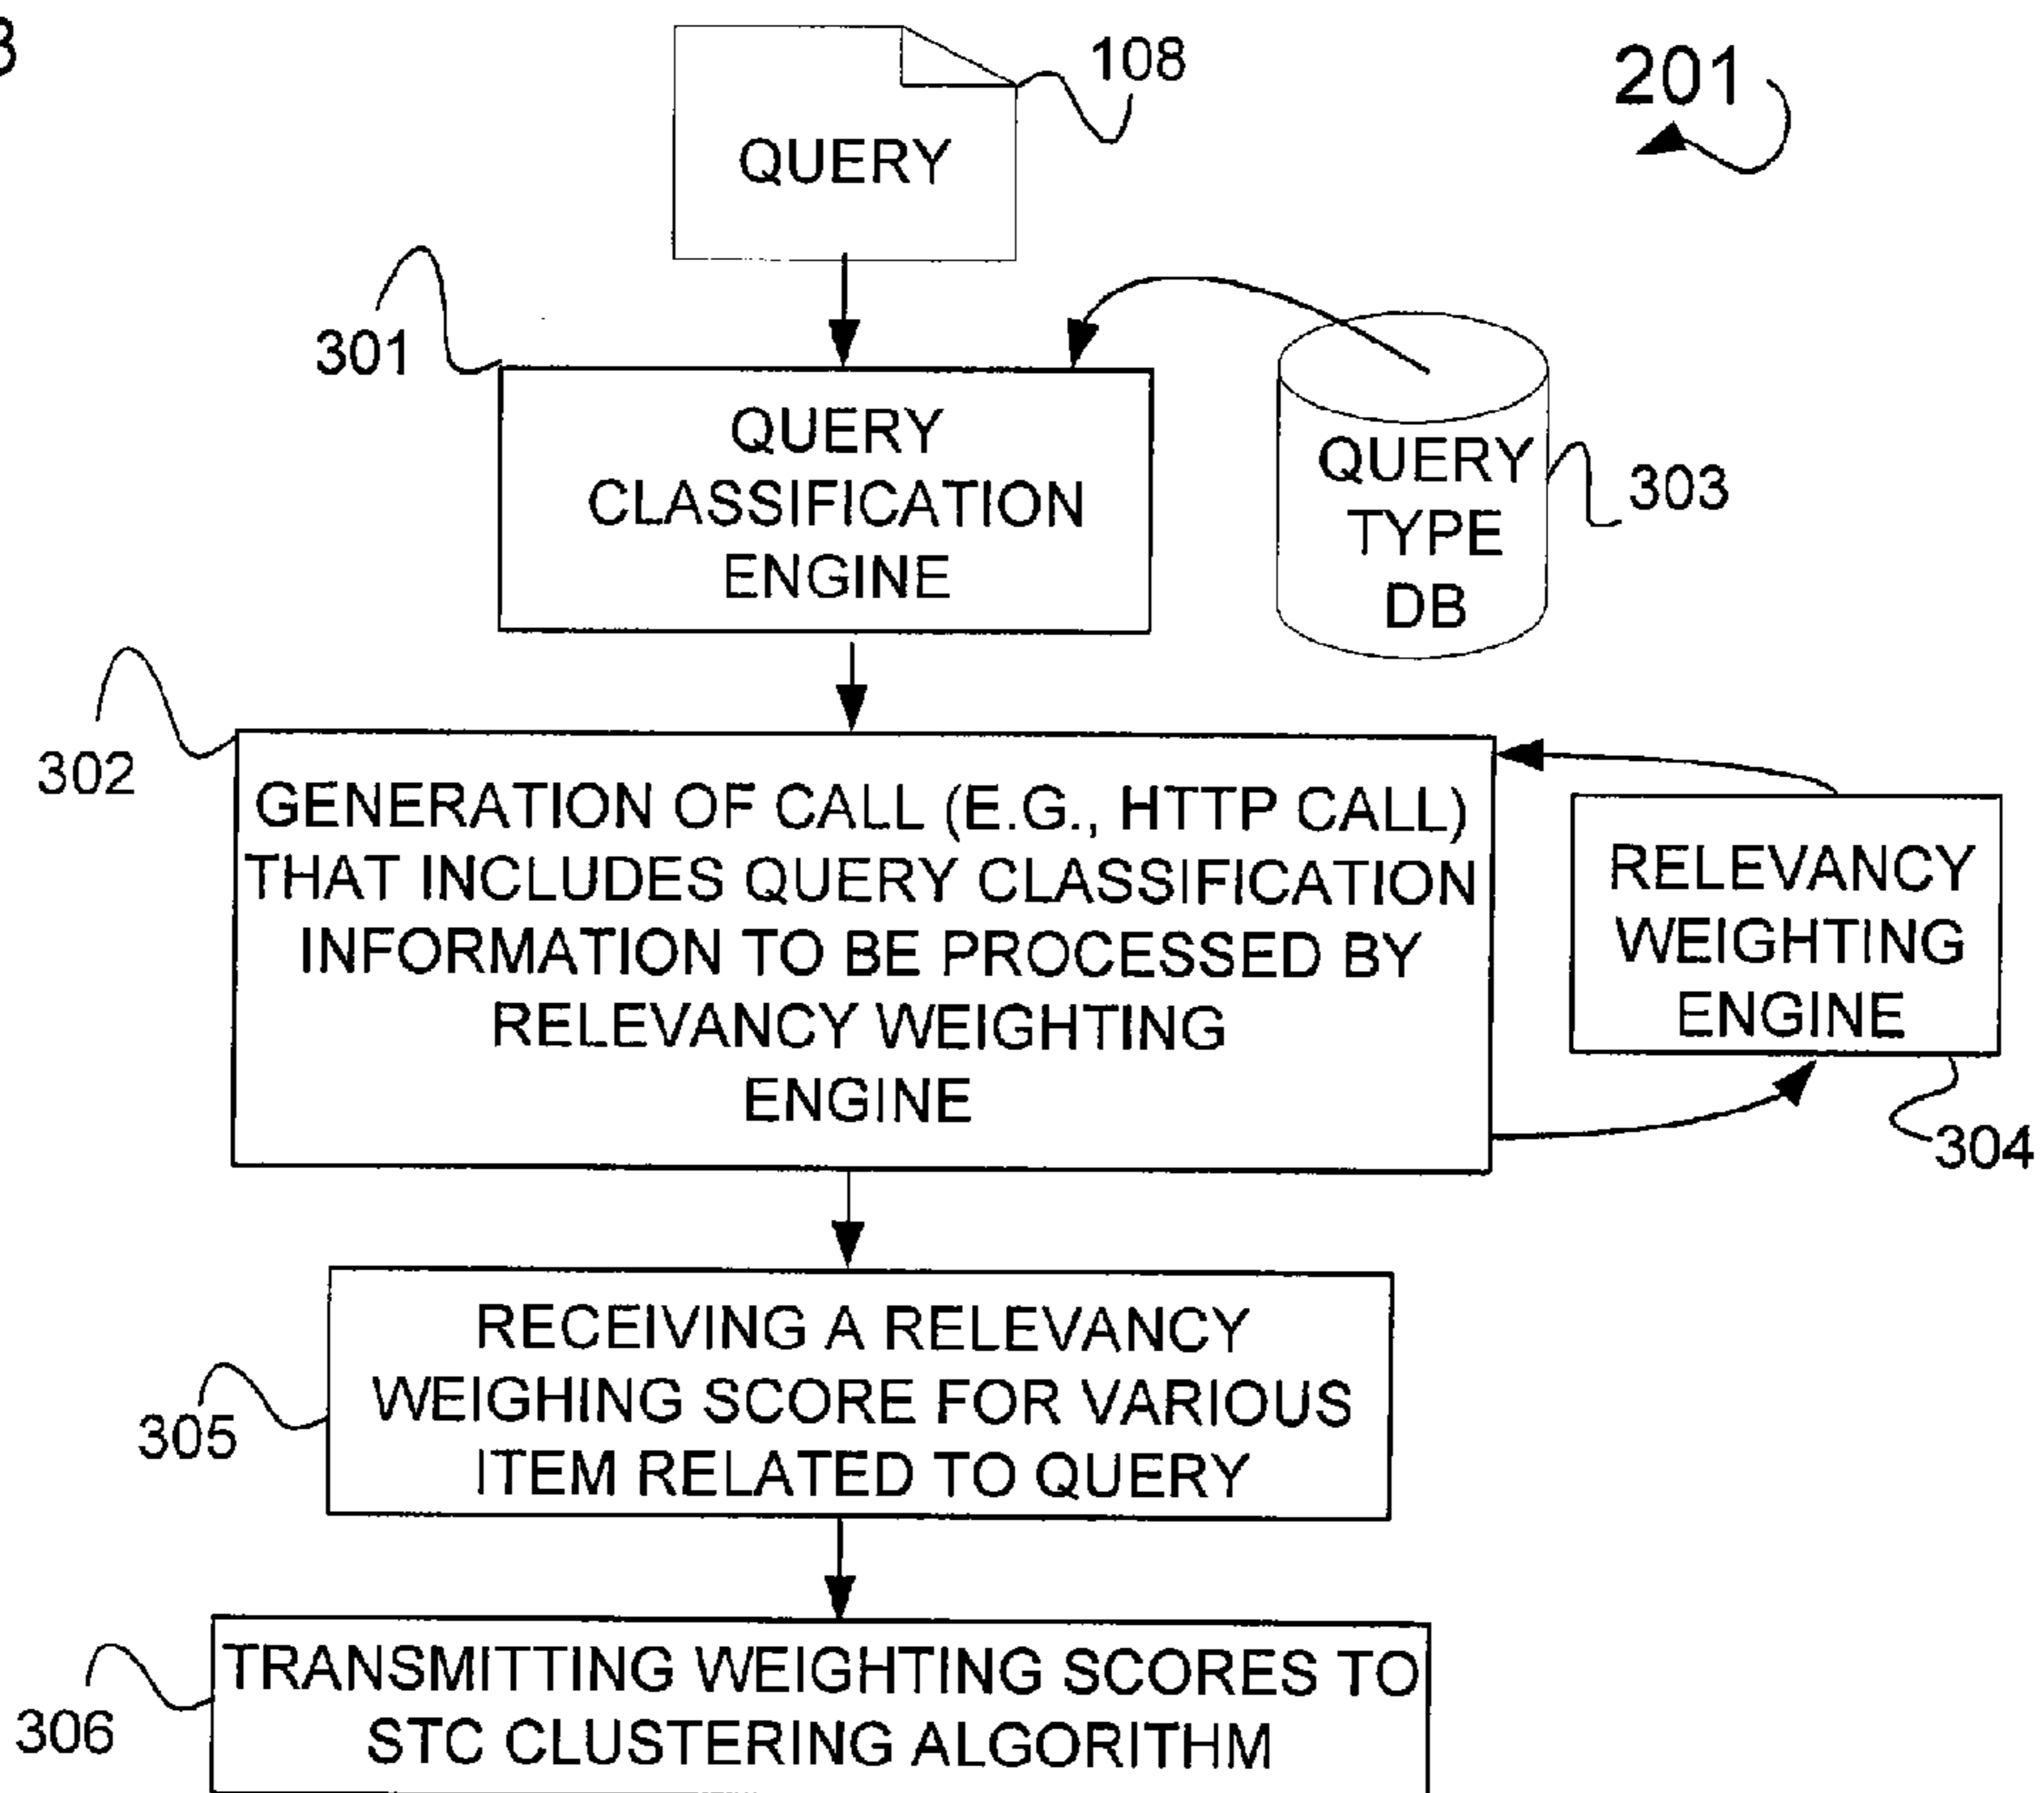 3
108
201
QUERY
301
QUERY
CLASSIFICATION
ENGINE
QUERY
TYPE
DB
303
302
GENERATION OF CALL (E.G., HTTP CALL)
THAT INCLUDES QUERY CLASSIFICATION
INFORMATION TO BE PROCESSED BY
RELEVANCY WEIGHTING
ENGINE
RELEVANCY
WEIGHTING
ENGINE
304
RECEIVING A RELEVANCY
WEIGHING SCORE FOR VARIOUS
ITEM RELATED TO QUERY
305
TRANSMITTING WEIGHTING SCORES TO
STC CLUSTERING ALGORITHM
306